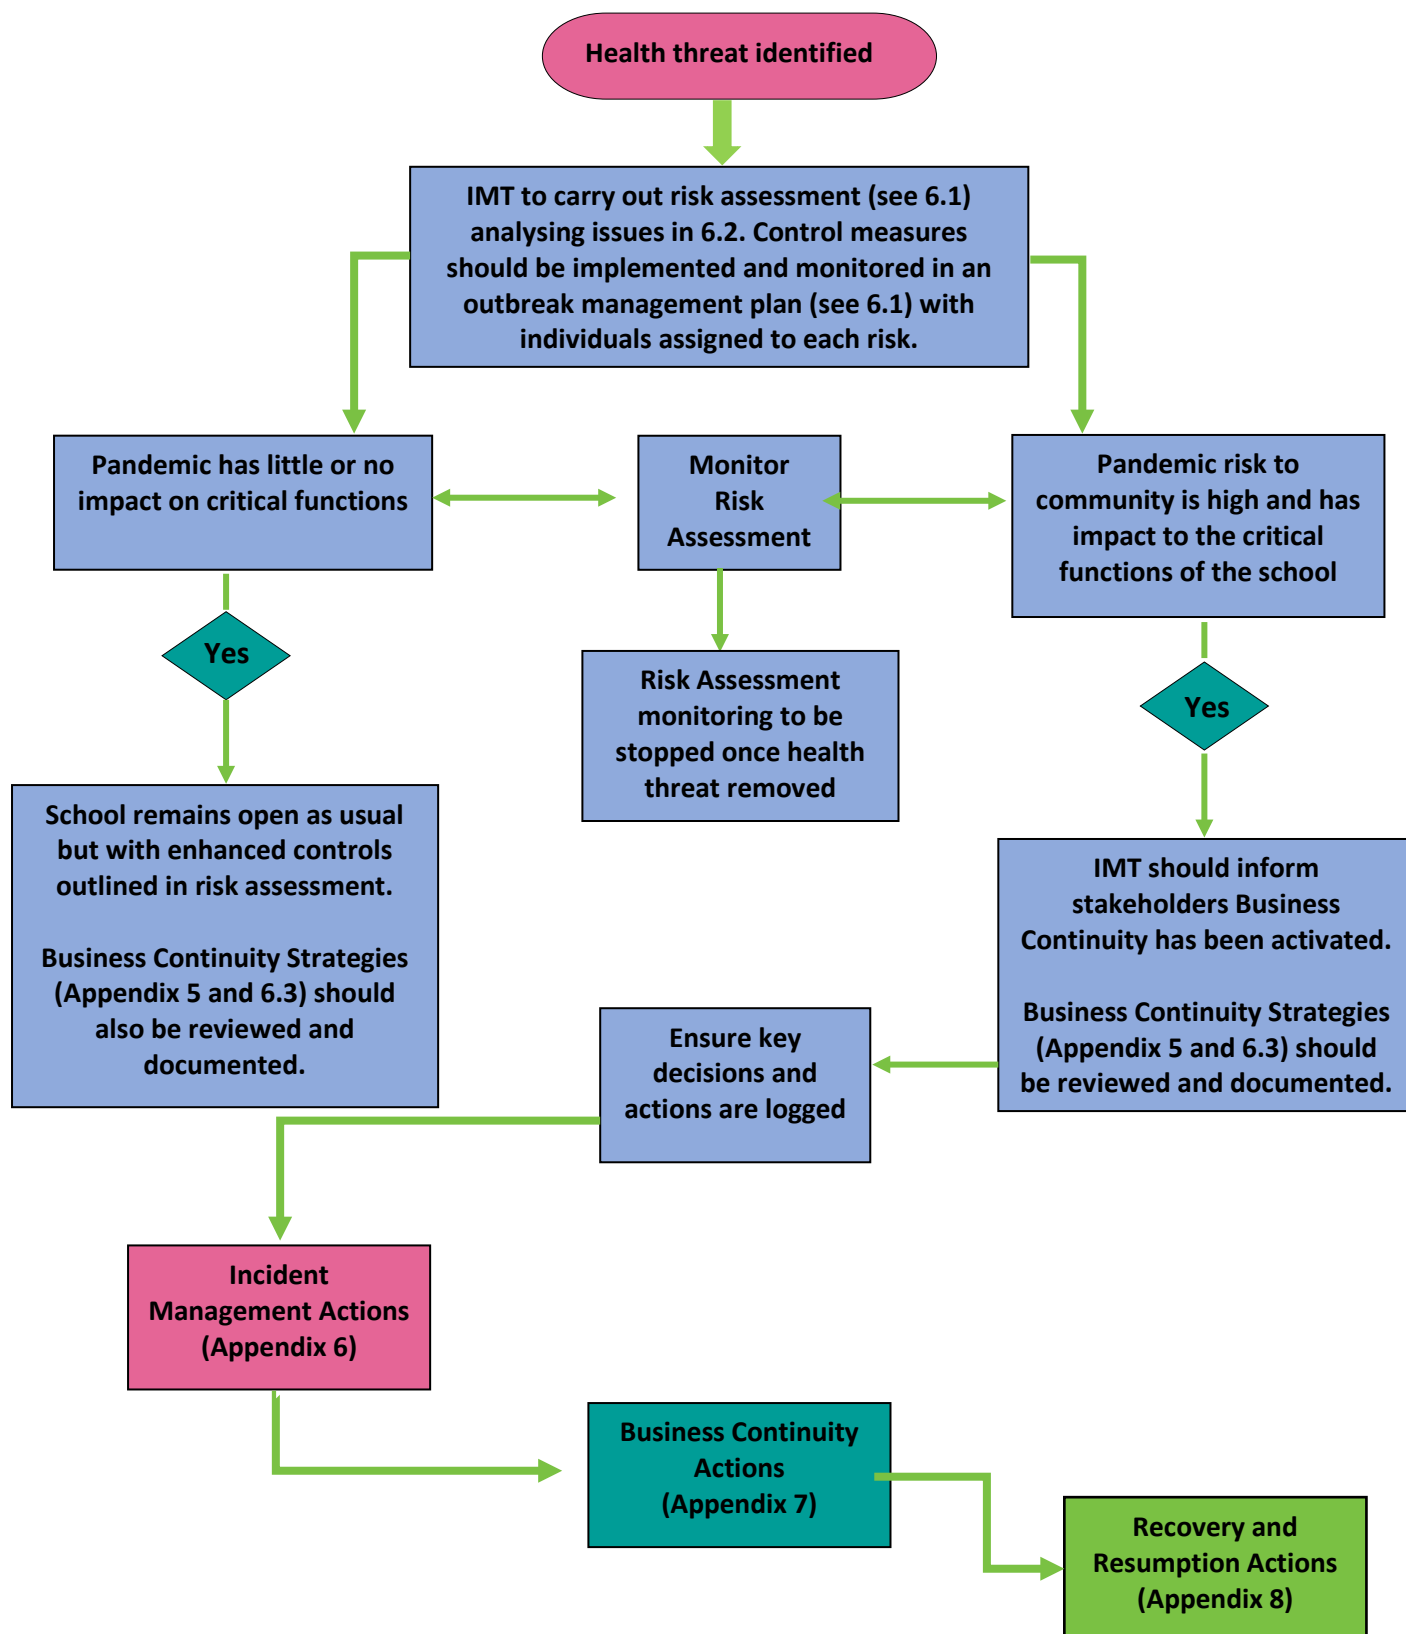 Health threat identified
IMT to carry out risk assessment (see 6.1)
analysing issues in 6.2. Control measures
should be implemented and monitored in an
outbreak management plan (see 6.1) with
individuals assigned to each risk.
Pandemic has little or no
impact on critical functions
Monitor
Risk
Assessment
Pandemic risk to
community is high and has
impact to the critical
functions of the school
Yes
Risk Assessment
monitoring to be
stopped once health
threat removed
Yes
School remains open as usual
but with enhanced controls
outlined in risk assessment.
Business Continuity Strategies
(Appendix 5 and 6.3) should
also be reviewed and
documented.
IMT should inform
stakeholders Business
Continuity has been activated.
Business Continuity Strategies
(Appendix 5 and 6.3) should
be reviewed and documented.
Ensure key
decisions and
actions are logged
Incident
Management Actions
(Appendix 6)
Business Continuity
Actions
(Appendix 7)
Recovery and
Resumption Actions
(Appendix 8)